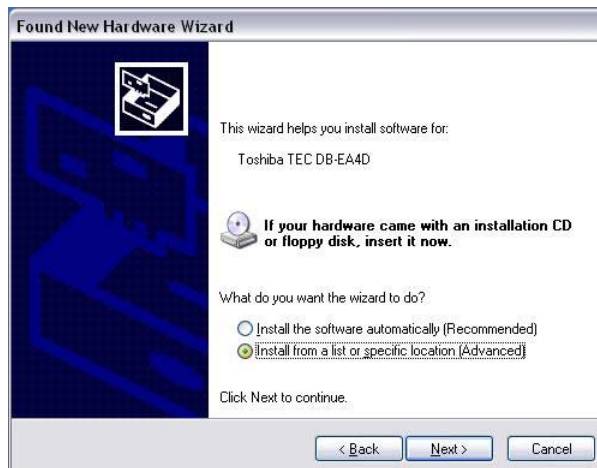 Found New Hardware Wizard
This wizard helps you install software for:
Toshiba TEC DB-EA4D
If your hardware came with an installation CD
or floppy disk, insert it now.
What do you want the wizard to do?
Install the software automatically (Recommended)
Install from a list or specific location (Advanced)
Click Next to continue.
< Back Next > Cancel